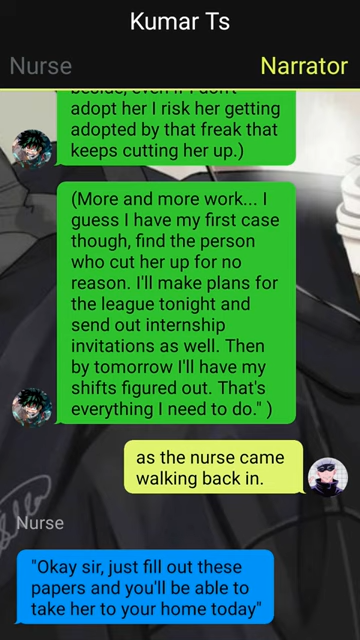 Kumar Ts
Nurse
Narrator
beside, even if I don't
adopt her I risk her getting
adopted by that freak that
keeps cutting her up.)
(More and more work... I
guess I have my first case
though, find the person
who cut her up for no
reason. I'll make plans for
the league tonight and
send out internship
invitations as well. Then
by tomorrow I'll have my
shifts figured out. That's
everything I need to do." )
as the nurse came
walking back in.
Nurse
"Okay sir, just fill out these
papers and you'll be able to
take her to your home today"